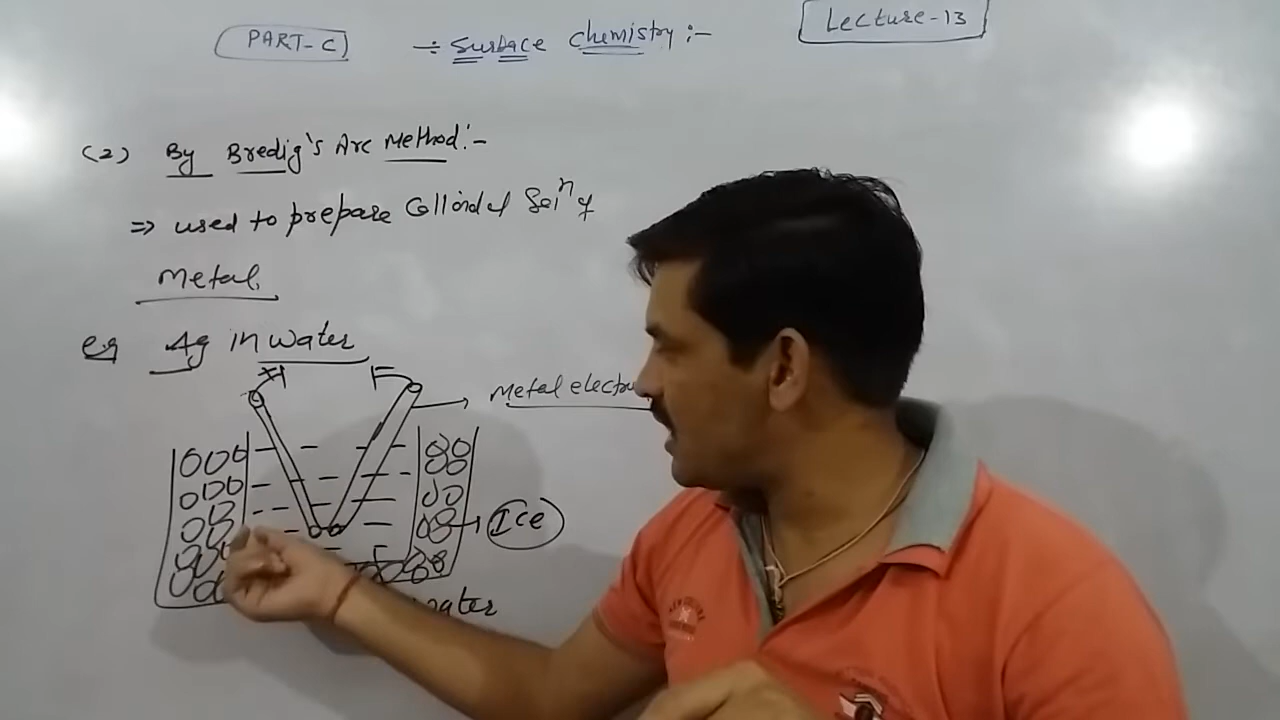 PART-C
÷ Surface chemistry :-
Lecture-13
(2) By Bredig's Arc Method:-
⇒ used to prepare Colloidal Solⁿ of
Metal.
eg Ag in water
Metal
Ice
water